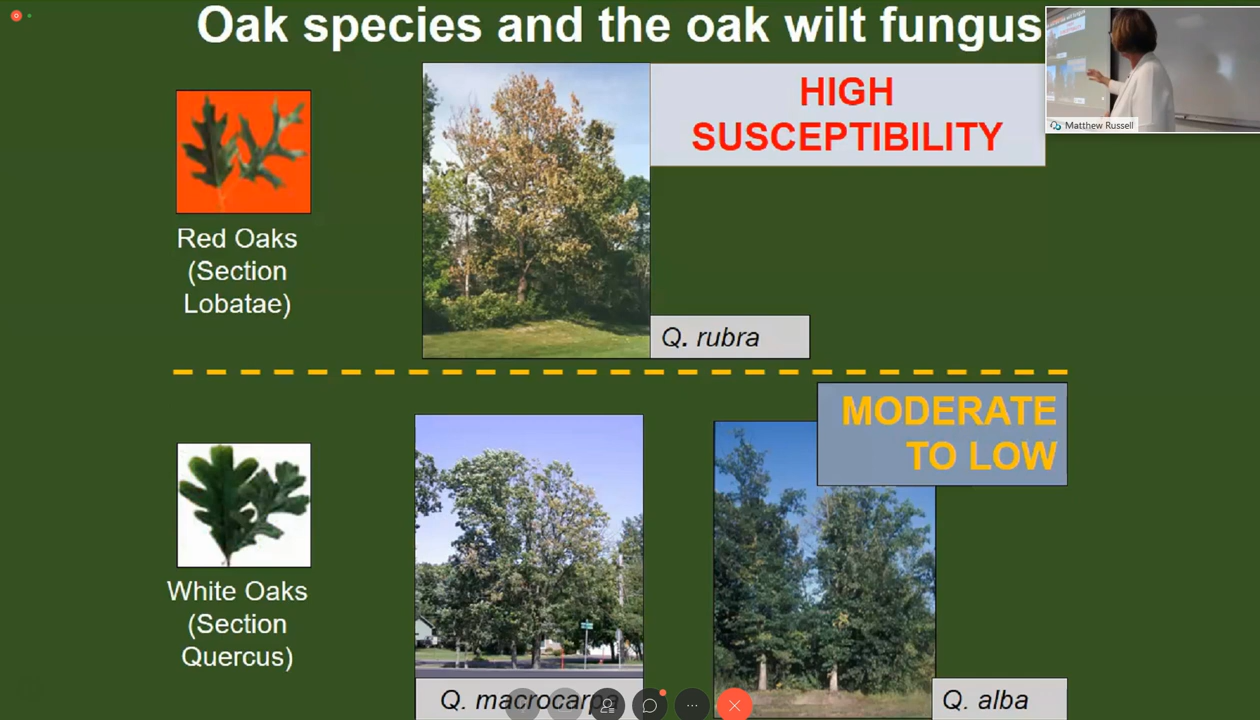 Oak species and the oak wilt fungus
Matthew Russell
HIGH
SUSCEPTIBILITY
Red Oaks
(Section
Lobatae)
Q. rubra
MODERATE
TO LOW
White Oaks
(Section
Quercus)
Q. macrocarpa
Q. alba